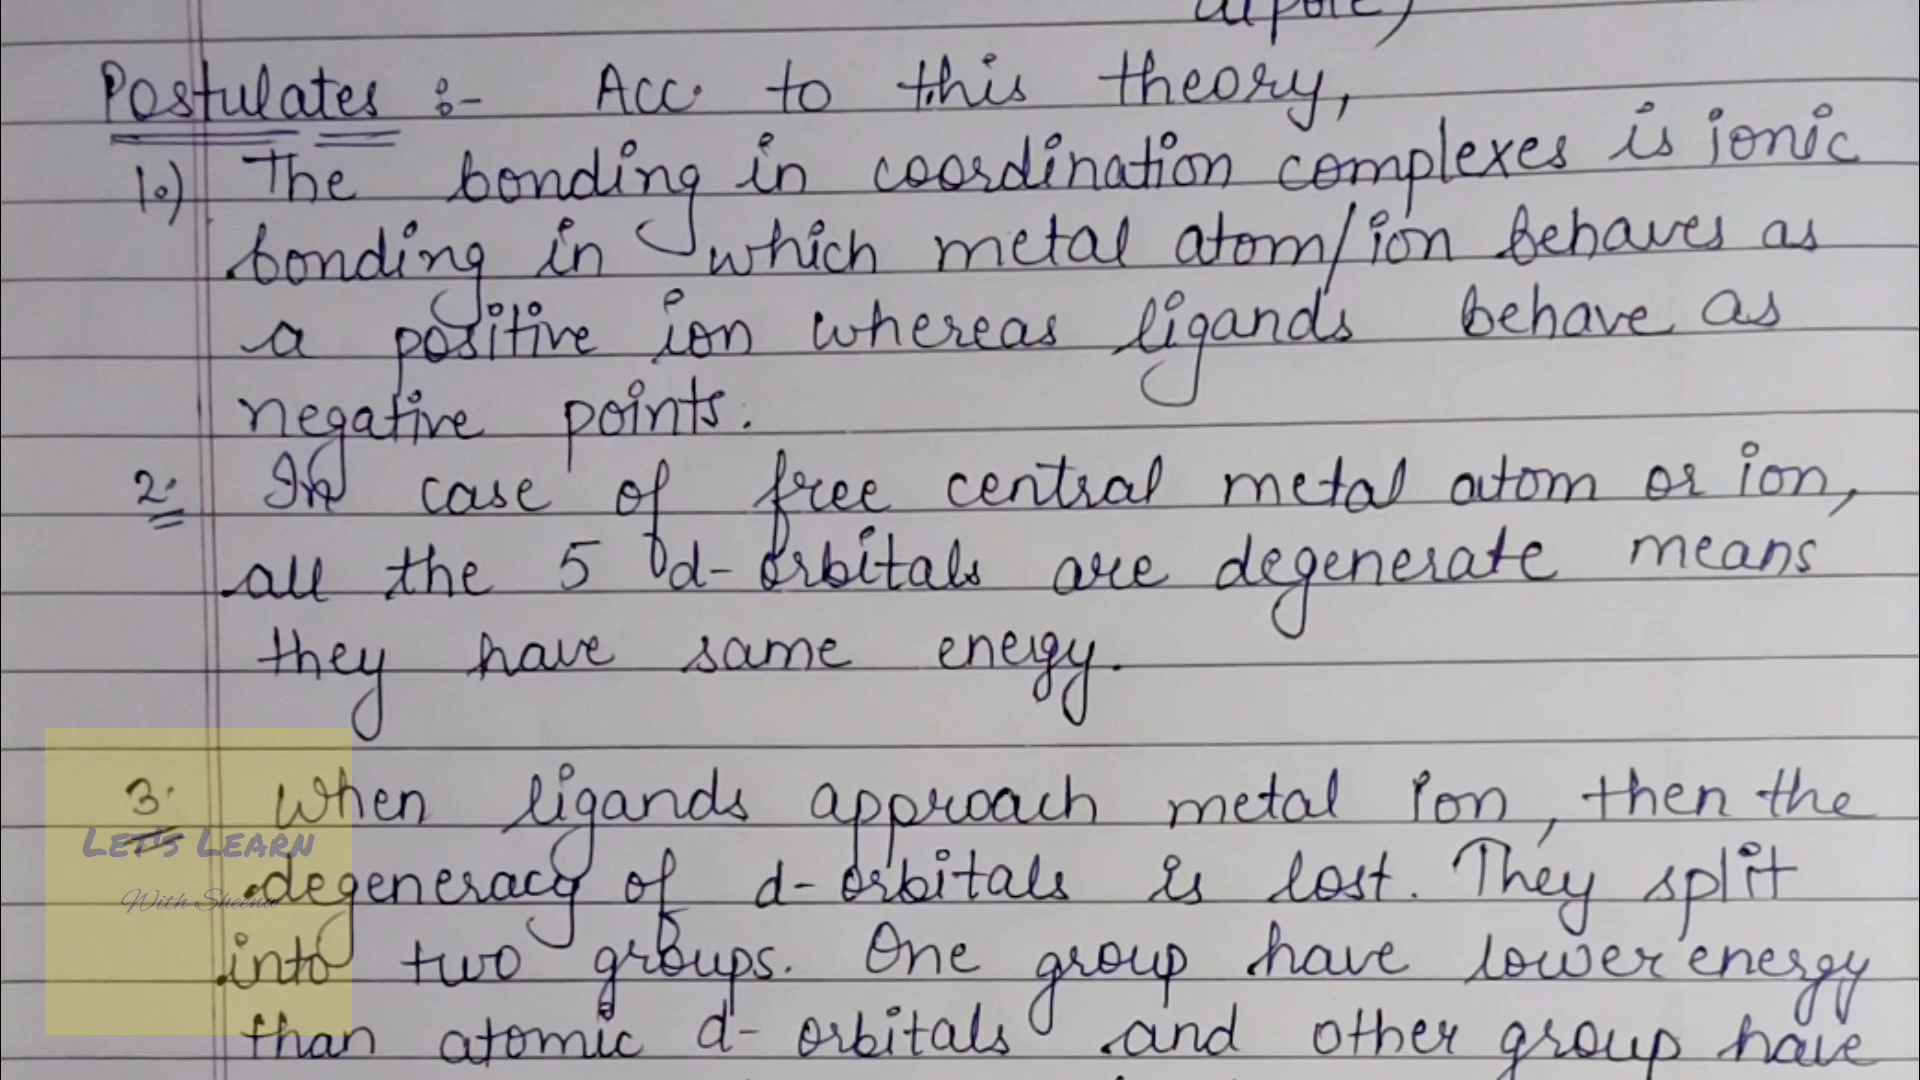 dipole)
Postulates :- Acc. to this theory,
1.) The bonding in coordination complexes is ionic
bonding in which metal atom/ion behaves as
a positive ion whereas ligands behave as
negative points.
2. In case of free central metal atom or ion,
all the 5 d-orbitals are degenerate means
they have same energy.
3. When ligands approach metal ion, then the
LET'S LEARN
degeneracy of d-orbitals is lost. They split
With Sheena
into two groups. One group have lower energy
than atomic d-orbitals and other group have